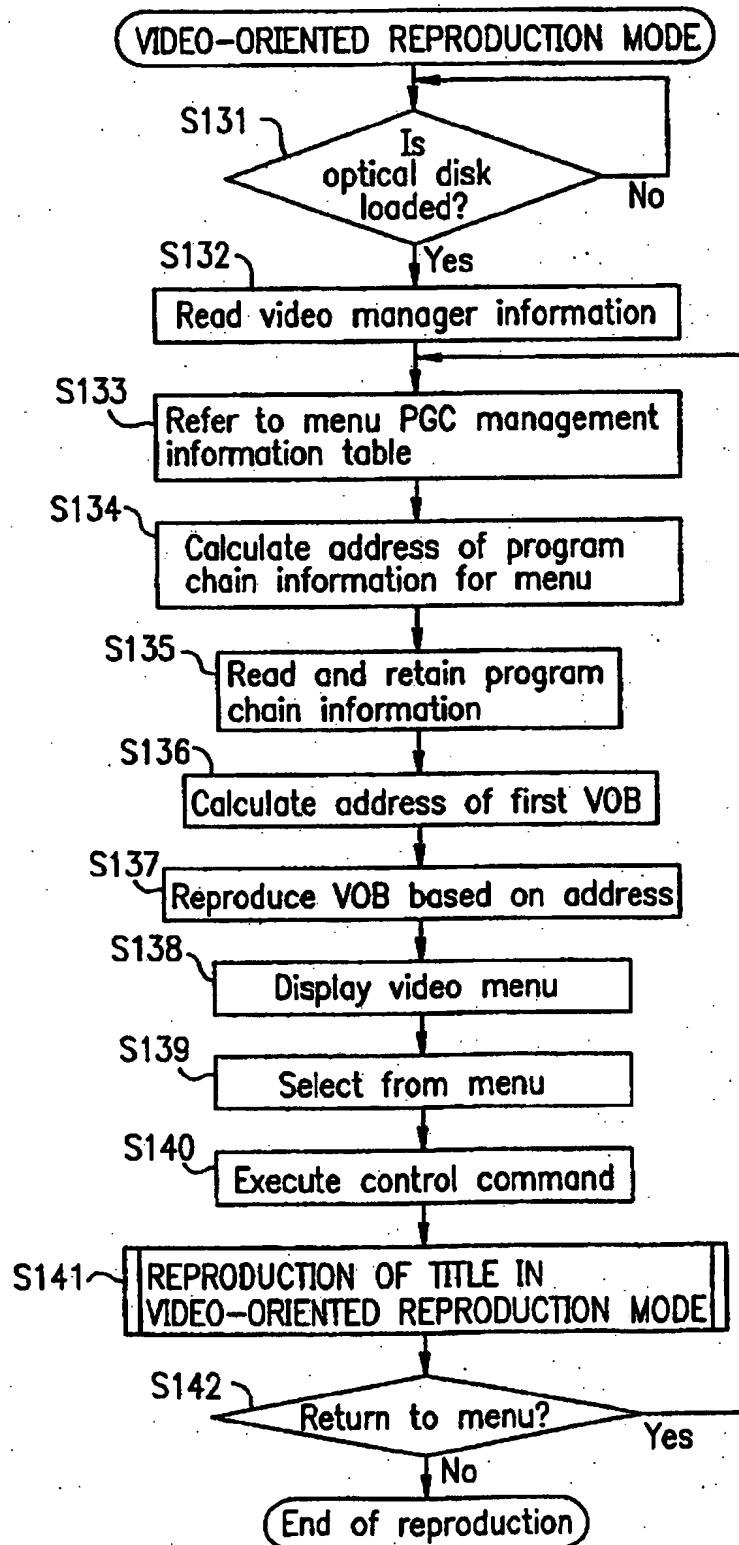 VIDEO-ORIENTED REPRODUCTION MODE
S131
Is
optical disk
loaded?
No
Yes
S132
Read video manager information
S133
Refer to menu PGC management
information table
S134
Calculate address of program
chain information for menu
S135
Read and retain program
chain information
S136
Calculate address of first VOB
S137
Reproduce VOB based on address
S138
Display video menu
S139
Select from menu
S140
Execute control command
S141
REPRODUCTION OF TITLE IN
VIDEO-ORIENTED REPRODUCTION MODE
S142
Return to menu?
Yes
No
End of reproduction